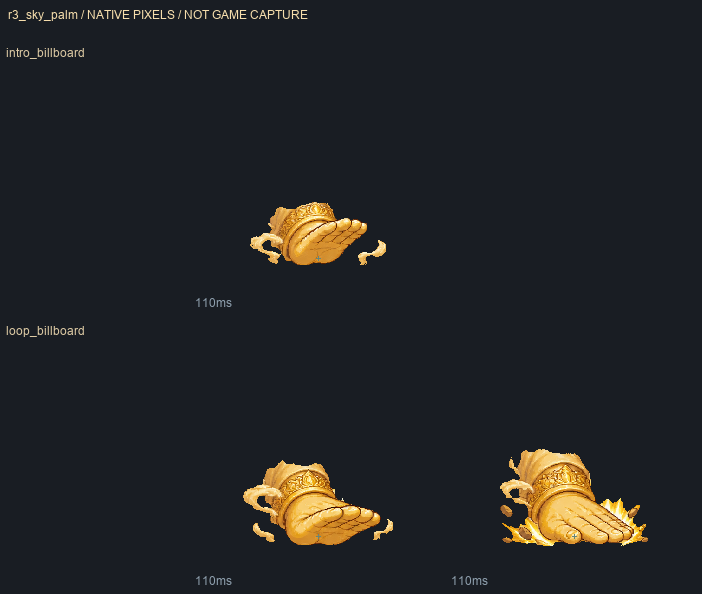 r3_sky_palm / NATIVE PIXELS / NOT GAME CAPTURE
intro_billboard
110ms
loop_billboard
110ms
110ms